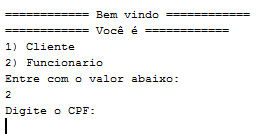 ============ Bem vindo ============
============ Você é ============
1) Cliente
2) Funcionario
Entre com o valor abaixo:
2
Digite o CPF: